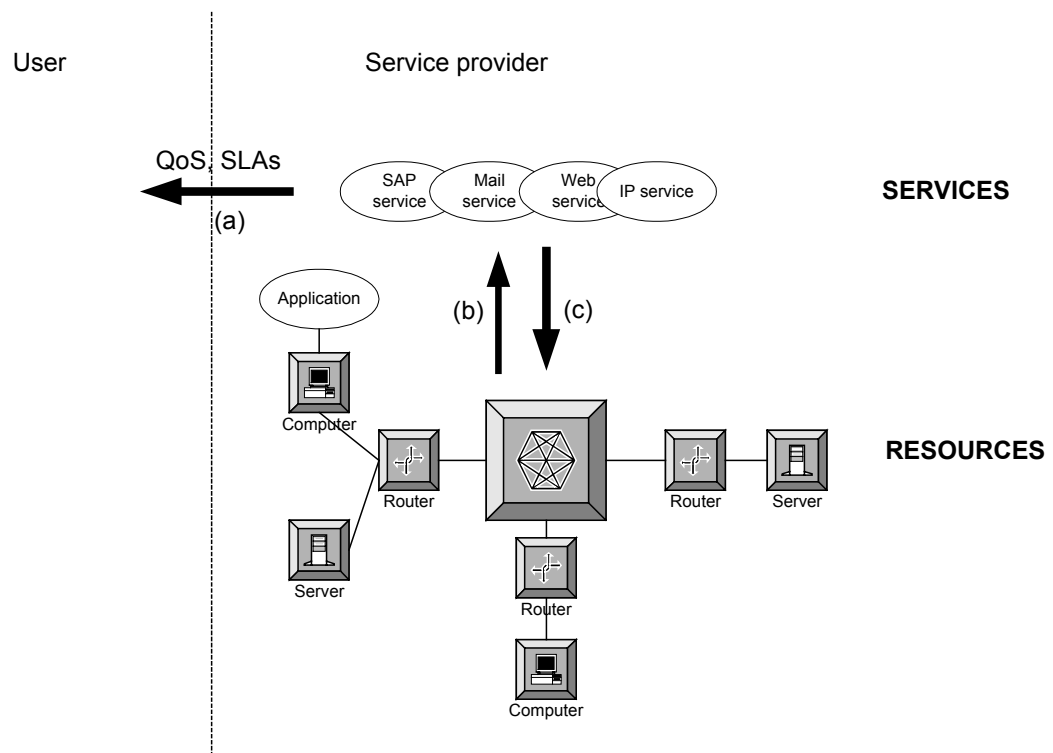 User
Service provider
QoS, SLAs
(a)
SAP
service
Mail
service
Web
service
IP service
SERVICES
Application
(b)
(c)
Computer
Router
Router
Server
RESOURCES
Server
Router
Computer